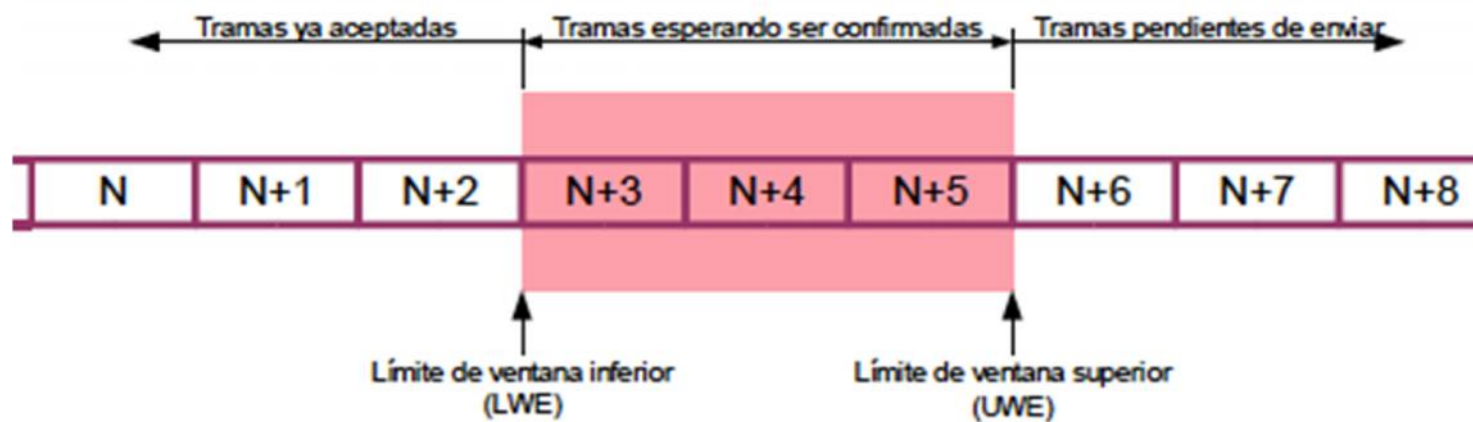 Tramas ya aceptadas
Tramas esperando ser confirmadas
Tramas pendientes de enviar
N
N+1
N+2
N+3
N+4
N+5
N+6
N+7
N+8
Límite de ventana inferior
(LWE)
Límite de ventana superior
(UWE)